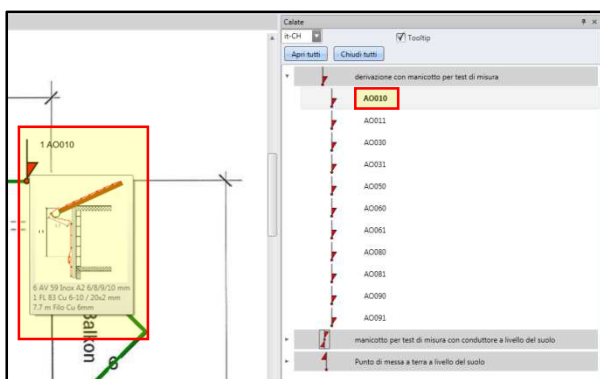 Calate
it-CH
Tooltip
Apri tutti
Chiudi tutti
derivazione con manicotto per test di misura
AO010
AO011
AO030
AO031
AO050
AO060
AO061
AO080
AO081
AO090
AO091
manicotto per test di misura con conduttore a livello del suolo
Punto di messa a terra a livello del suolo
1 AO010
6 AV 59 Inox A2 6/8/9/10 mm
1 FL 83 Cu 6-10 / 20x2 mm
7.7 m Filo Cu 6mm
Balkon